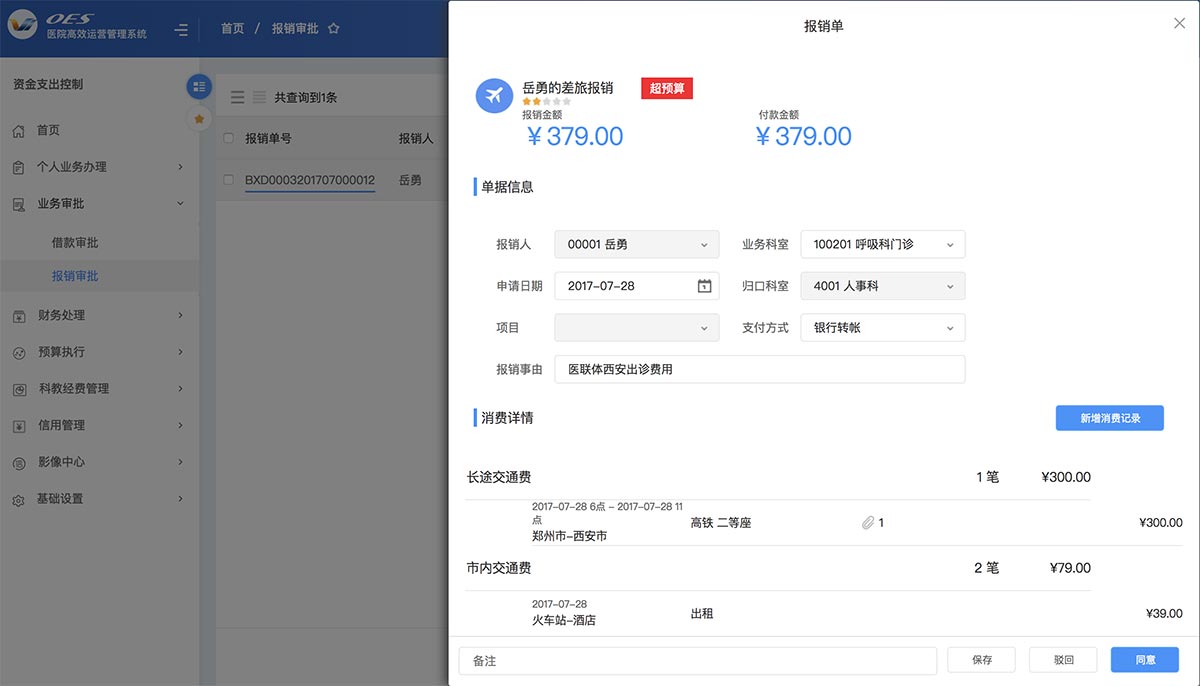 OES
医院高效运营管理系统
首页 / 报销审批
资金支出控制
首页
个人业务办理
业务审批
借款审批
报销审批
财务处理
预算执行
科教经费管理
信用管理
影像中心
基础设置
共查询到1条
报销单号 报销人
BXD0003201707000012 岳勇
报销单
岳勇的差旅报销 超预算
报销金额 付款金额
¥379.00 ¥379.00
单据信息
报销人 00001 岳勇 业务科室 100201 呼吸科门诊
申请日期 2017-07-28 归口科室 4001 人事科
项目 支付方式 银行转帐
报销事由 医联体西安出诊费用
消费详情 新增消费记录
长途交通费 1 笔 ¥300.00
2017-07-28 6点 - 2017-07-28 11
点
郑州市-西安市 高铁 二等座 1 ¥300.00
市内交通费 2 笔 ¥79.00
2017-07-28
火车站-酒店 出租 ¥39.00
备注 保存 驳回 同意